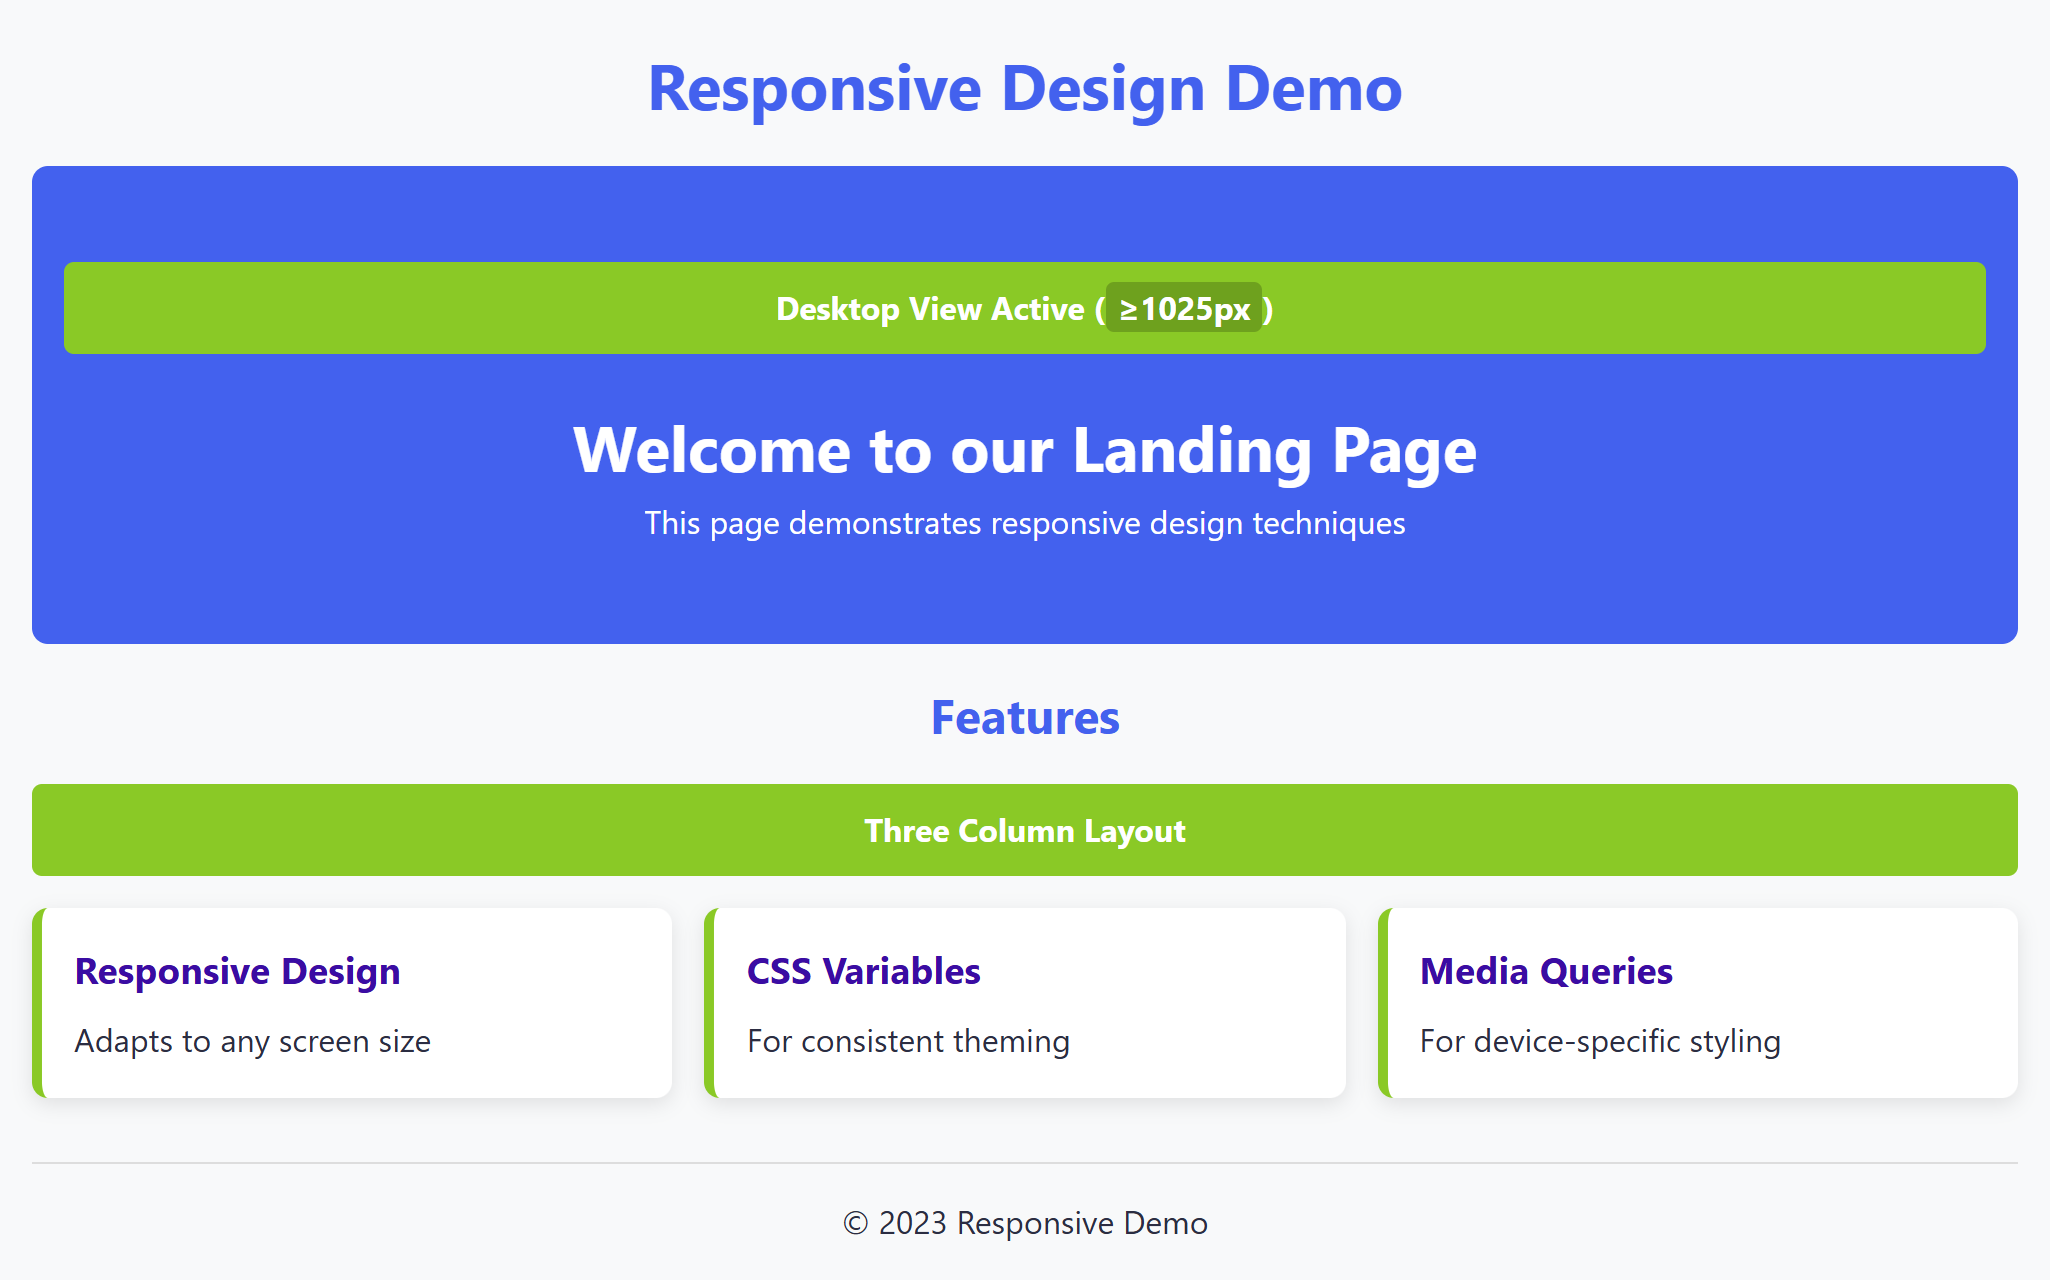 Responsive Design Demo
Desktop View Active (≥1025px)
Welcome to our Landing Page
This page demonstrates responsive design techniques
Features
Three Column Layout
Responsive Design
Adapts to any screen size
CSS Variables
For consistent theming
Media Queries
For device-specific styling
© 2023 Responsive Demo